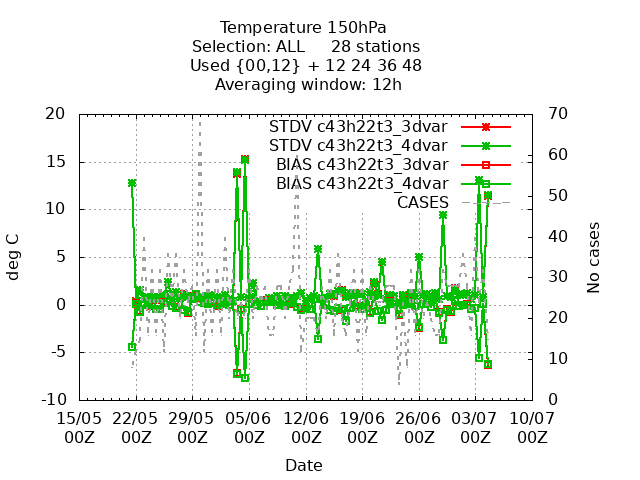 Temperature 150hPa
Selection: ALL 28 stations
Used {00,12} + 12 24 36 48
Averaging window: 12h
20
15
10
5
0
-5
-10
70
60
50
40
30
20
10
0
STDV c43h22t3_3dvar
STDV c43h22t3_4dvar
BIAS c43h22t3_3dvar
BIAS c43h22t3_4dvar
CASES
deg C
No cases
15/05 22/05 29/05 05/06 12/06 19/06 26/06 03/07 10/07
00Z 00Z 00Z 00Z 00Z 00Z 00Z 00Z 00Z
Date